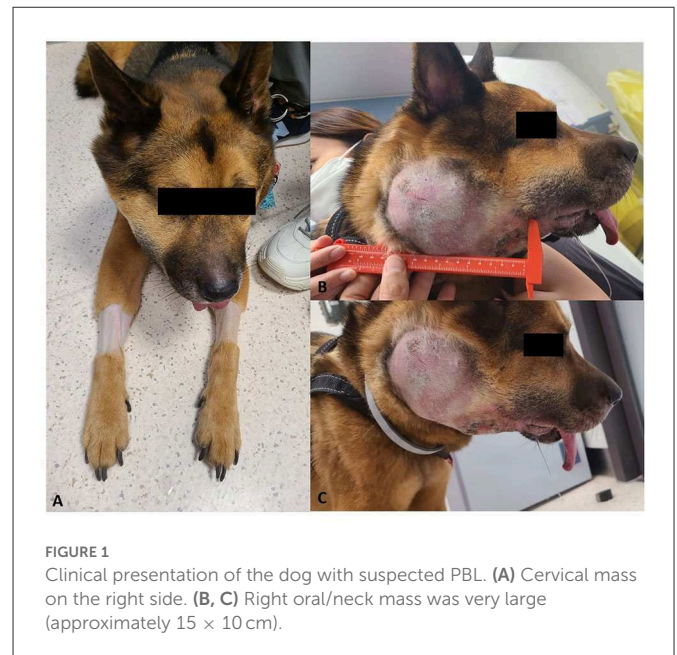 A
B
C
FIGURE 1
Clinical presentation of the dog with suspected PBL. (A) Cervical mass
on the right side. (B, C) Right oral/neck mass was very large
(approximately 15 × 10 cm).